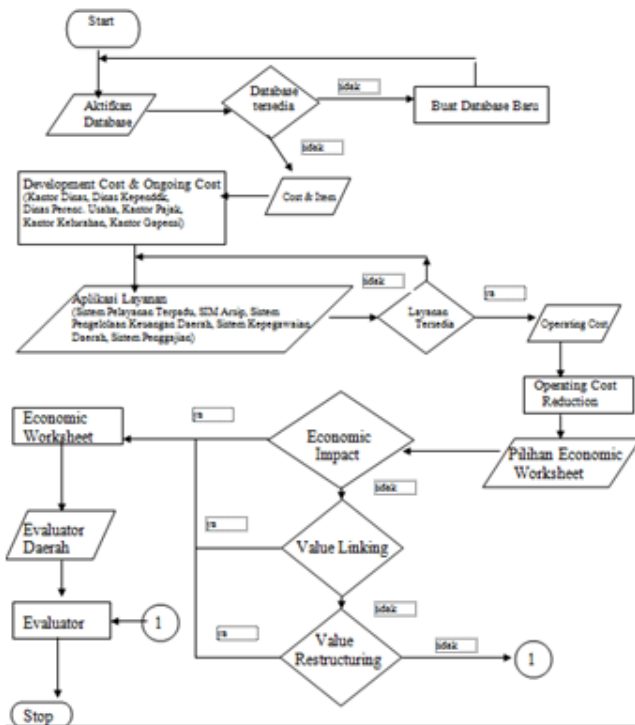 Start
Aktifkan
Database
Database
tersedia
tidak
Buat Database Baru
tidak
Cost & Item
Development Cost & Ongoing Cost
(Kantor Dinas, Dinas Kependdk,
Dinas Perenc. Usaha, Kantor Pajak,
Kantor Kelurahan, Kantor Gapensi)
Aplikasi Layanan
(Sistem Pelayanan Terpadu, SIM Arsip, Sistem
Pengelolaan Keuangan Daerah, Sistem Kepegawaian
Daerah, Sistem Penggajian)
tidak
Layanan
Tersedia
ya
Operating Cost
Operating Cost
Reduction
Pilihan Economic
Worksheet
Economic
Impact
ya
Economic
Worksheet
tidak
Value Linking
ya
Evaluator
Daerah
tidak
Value
Restructuring
ya
tidak
1
Evaluator
1
Stop